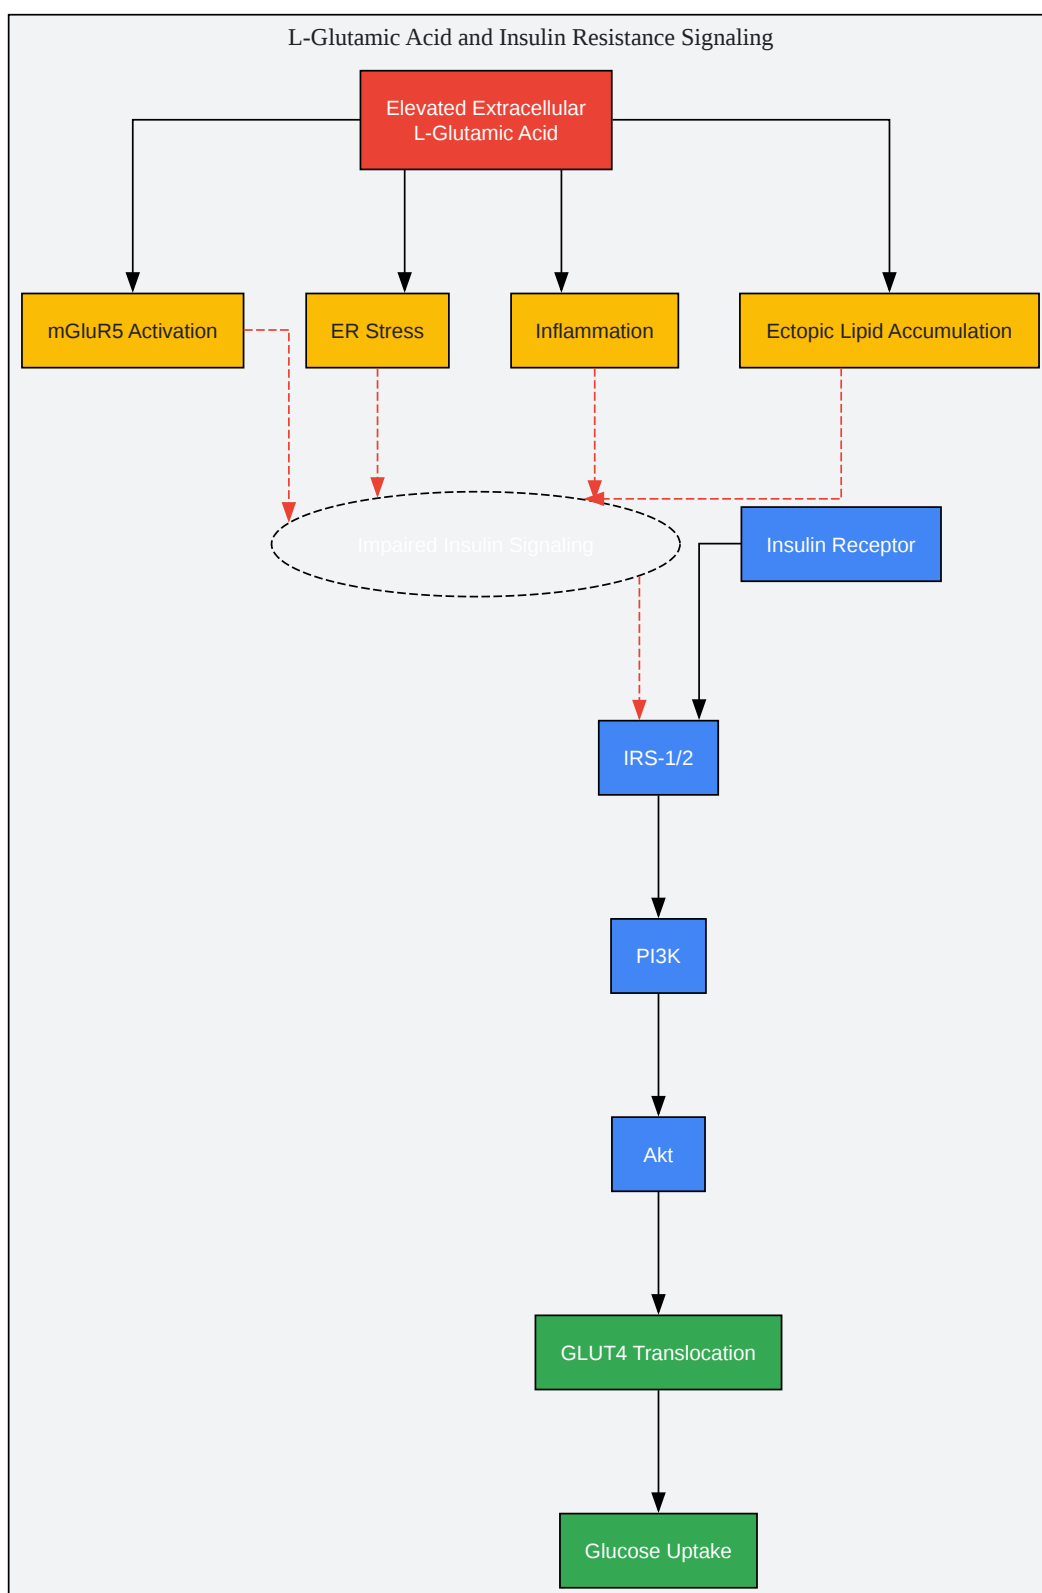 L-Glutamic Acid and Insulin Resistance Signaling
Elevated Extracellular
L-Glutamic Acid
mGluR5 Activation
ER Stress
Inflammation
Ectopic Lipid Accumulation
Impaired Insulin Signaling
Insulin Receptor
IRS-1/2
PI3K
Akt
GLUT4 Translocation
Glucose Uptake